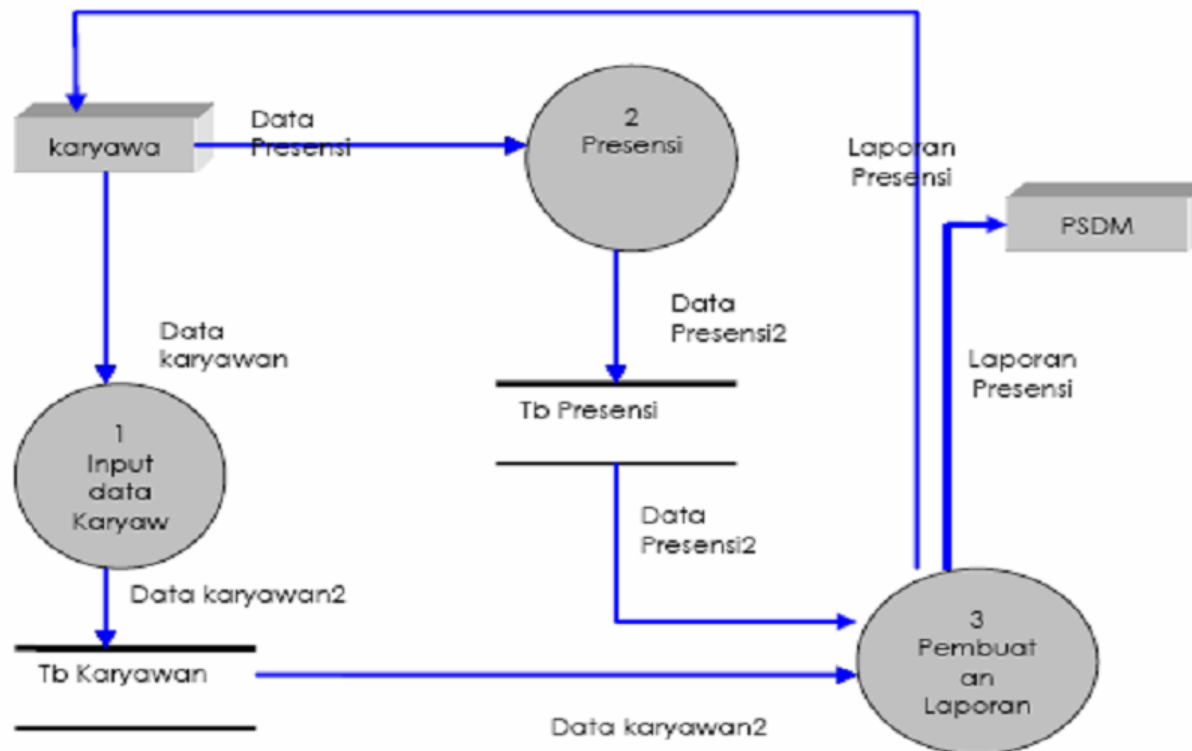 karyawa
Data
Presensi
2
Presensi
Laporan
Presensi
PSDM
Data
karyawan
Data
Presensi2
Laporan
Presensi
Tb Presensi
1
Input
data
Karyaw
Data
Presensi2
Data karyawan2
3
Pembuat
an
Laporan
Tb Karyawan
Data karyawan2